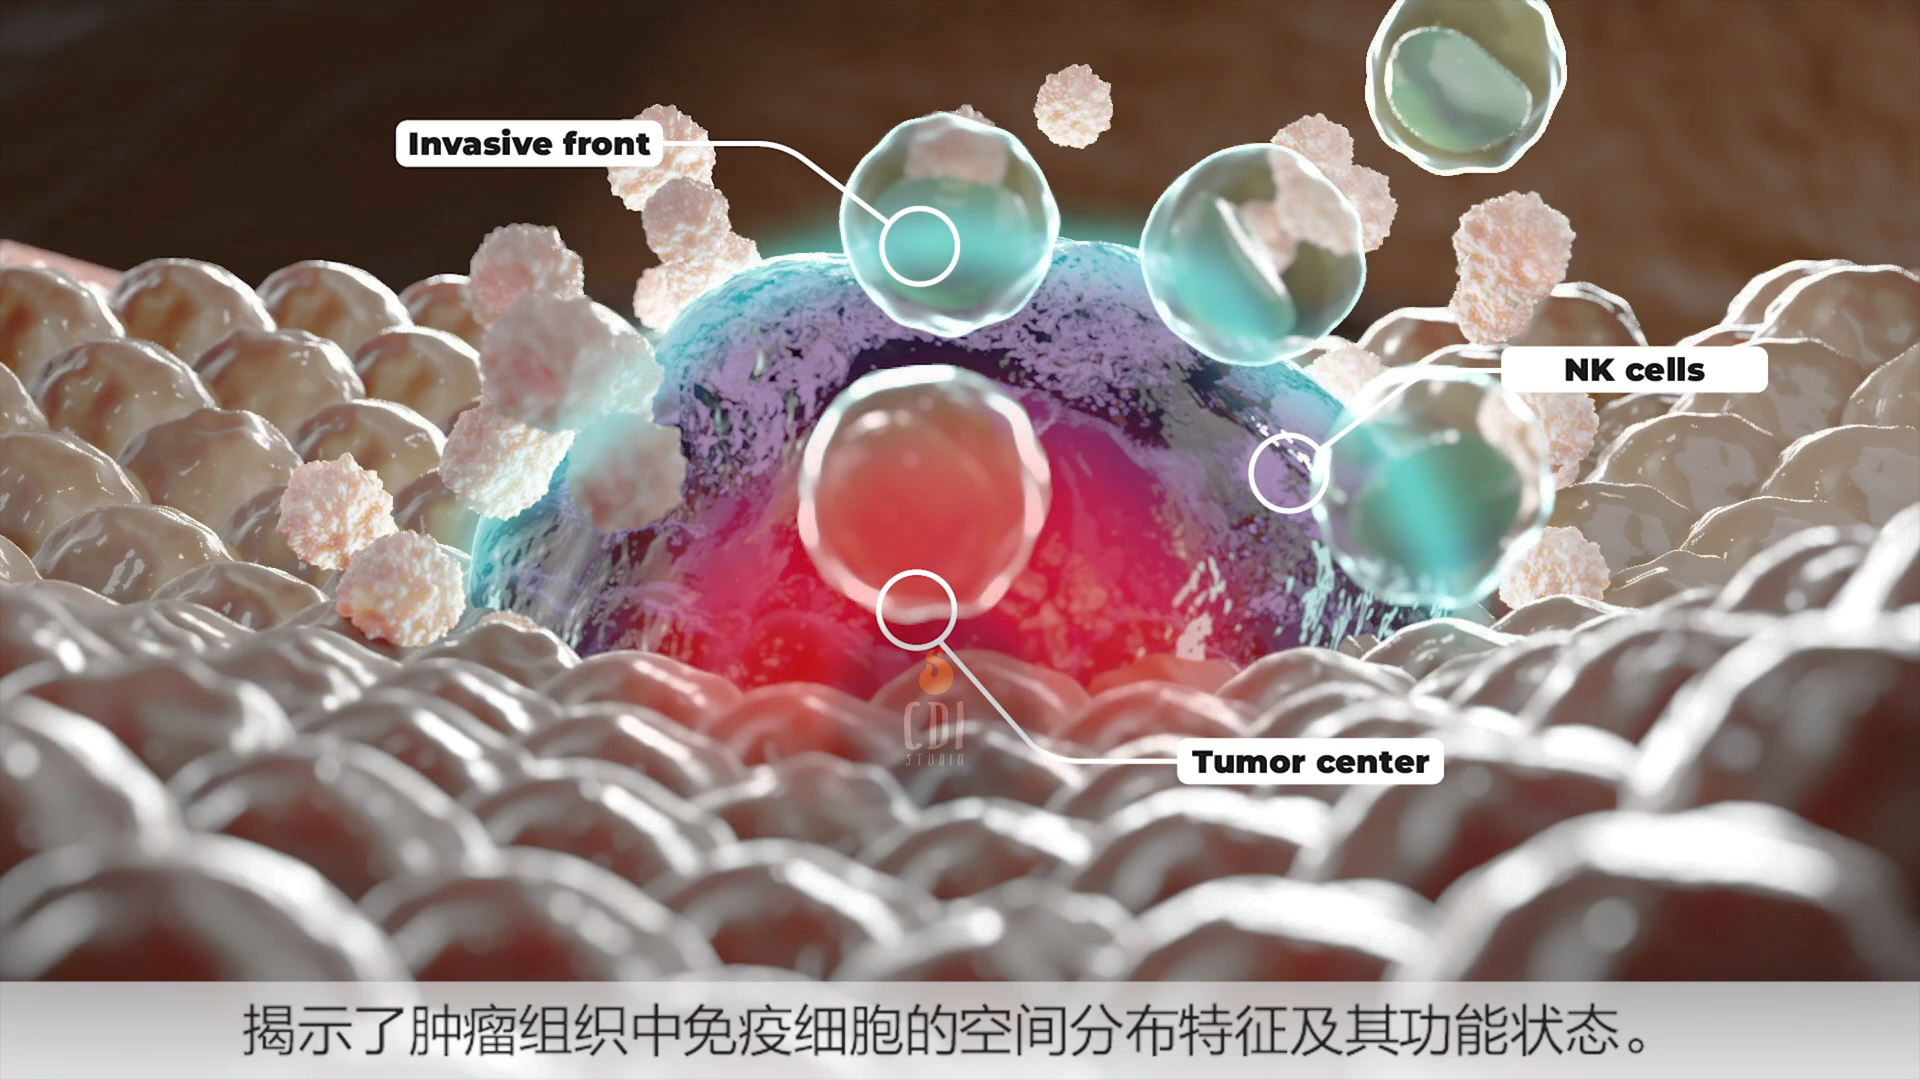 Invasive front
NK cells
CDI
STUDIO
Tumor center
揭示了肿瘤组织中免疫细胞的空间分布特征及其功能状态。